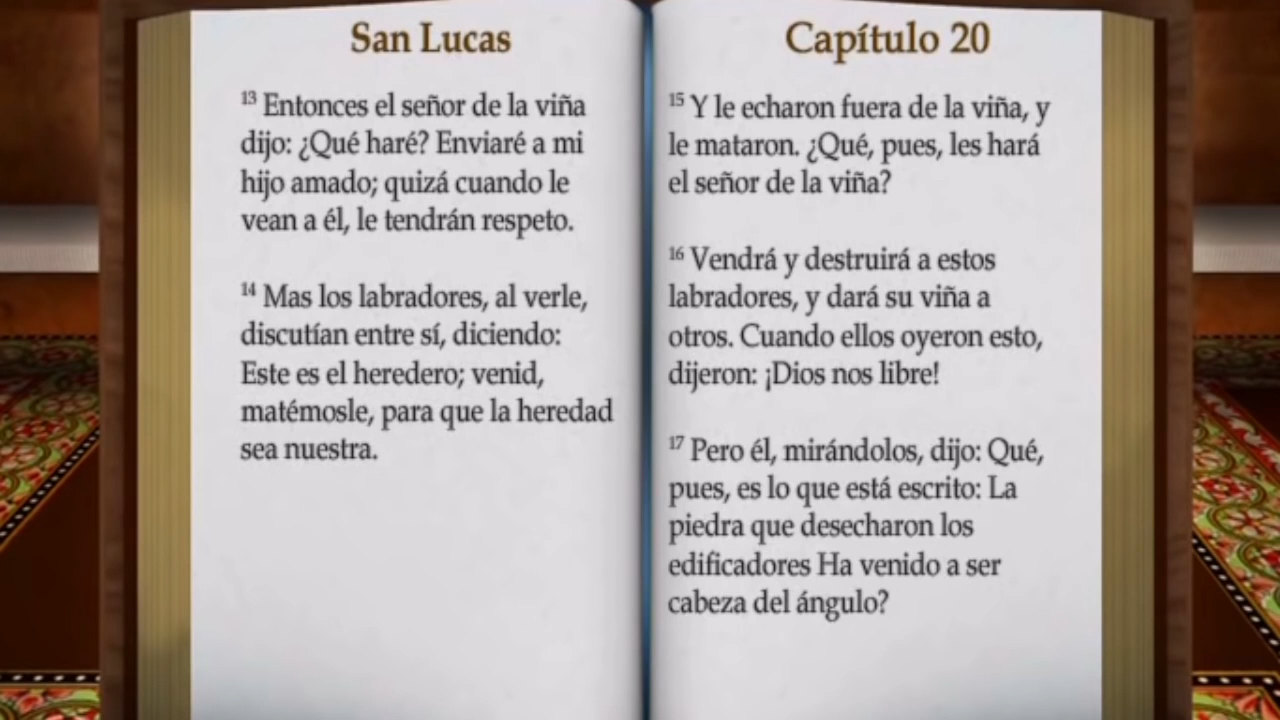 San Lucas
13 Entonces el señor de la viña
dijo: ¿Qué haré? Enviaré a mi
hijo amado; quizá cuando le
vean a él, le tendrán respeto.
14 Mas los labradores, al verle,
discutían entre sí, diciendo:
Este es el heredero; venid,
matémosle, para que la heredad
sea nuestra.
Capítulo 20
15 Y le echaron fuera de la viña, y
le mataron. ¿Qué, pues, les hará
el señor de la viña?
16 Vendrá y destruirá a estos
labradores, y dará su viña a
otros. Cuando ellos oyeron esto,
dijeron: ¡Dios nos libre!
17 Pero él, mirándolos, dijo: Qué,
pues, es lo que está escrito: La
piedra que desecharon los
edificadores Ha venido a ser
cabeza del ángulo?